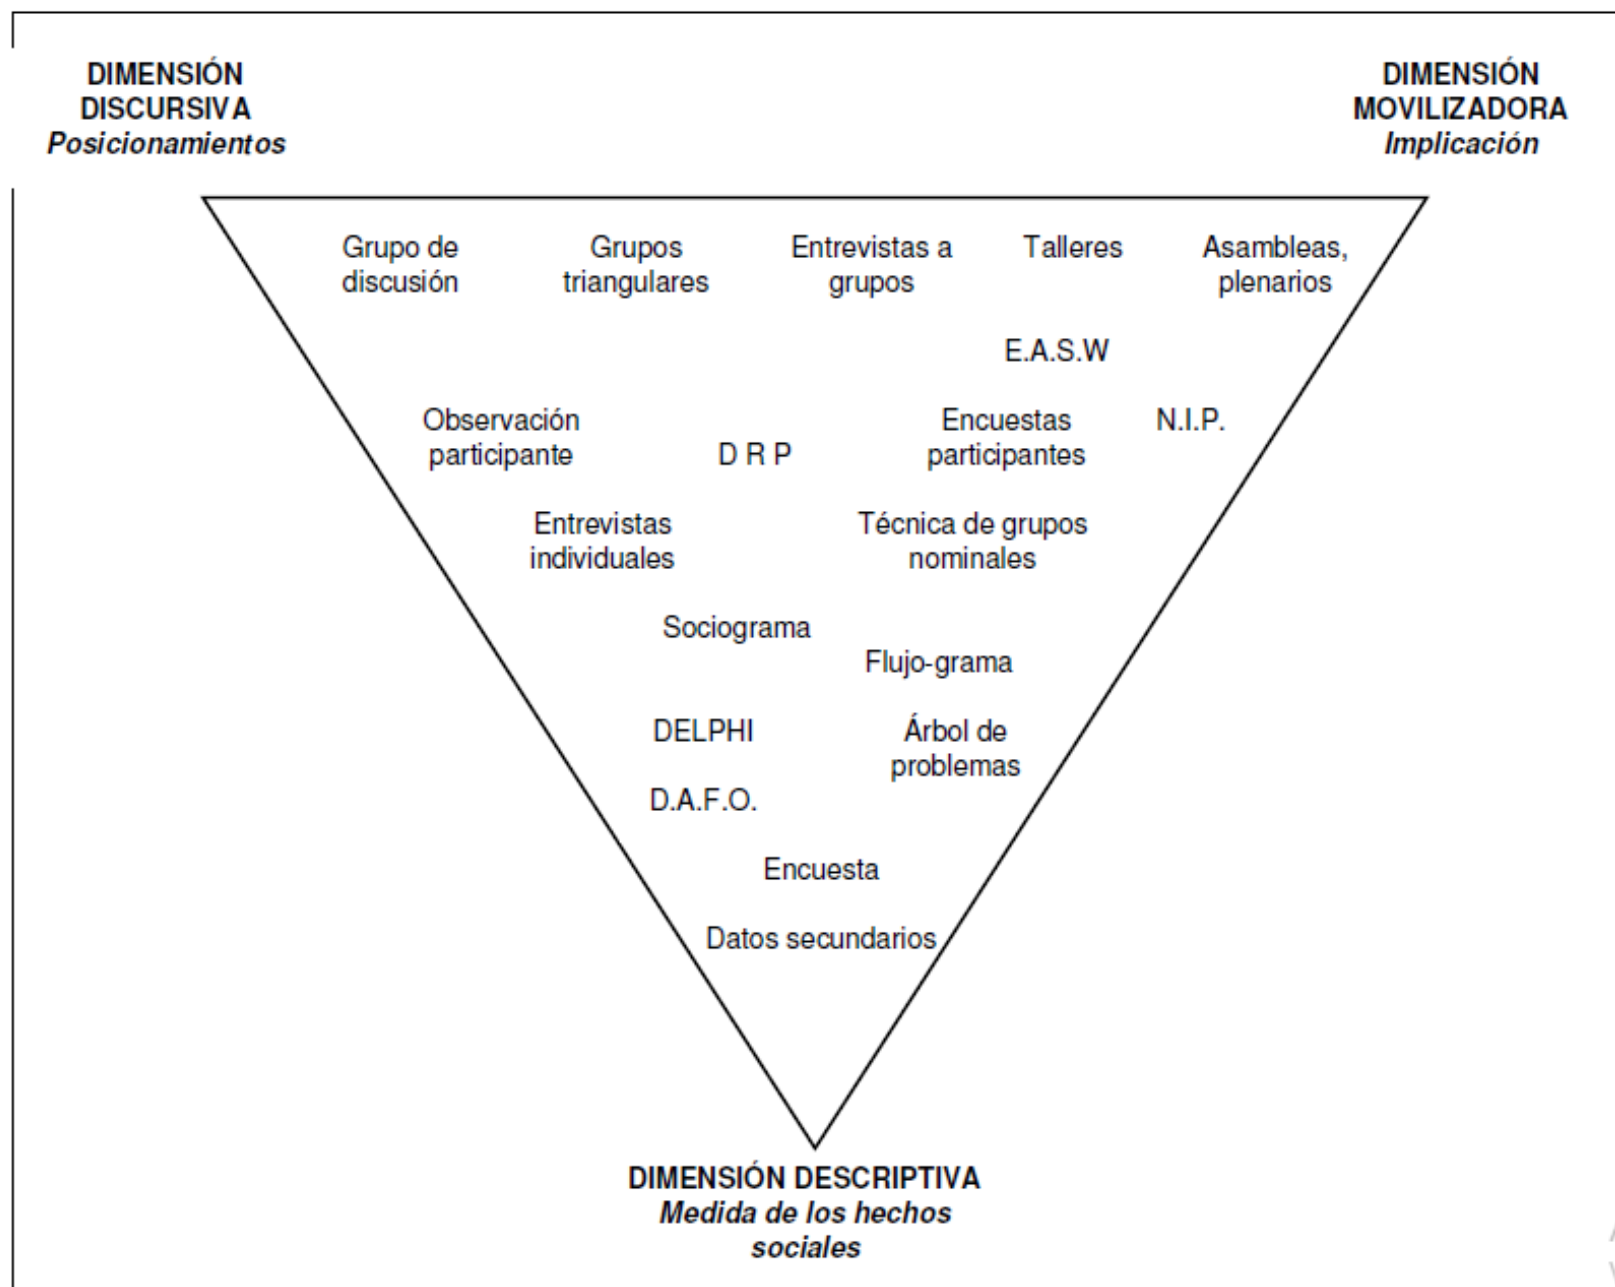 DIMENSIÓN
DISCURSIVA
Posicionamientos
DIMENSIÓN
MOVILIZADORA
Implicación
Grupo de
discusión
Grupos
triangulares
Entrevistas a
grupos
Talleres
Asambleas,
plenarios
E.A.S.W
Observación
participante
D R P
Encuestas
participantes
N.I.P.
Entrevistas
individuales
Técnica de grupos
nominales
Sociograma
Flujo-grama
DELPHI
Árbol de
problemas
D.A.F.O.
Encuesta
Datos secundarios
DIMENSIÓN DESCRIPTIVA
Medida de los hechos
sociales